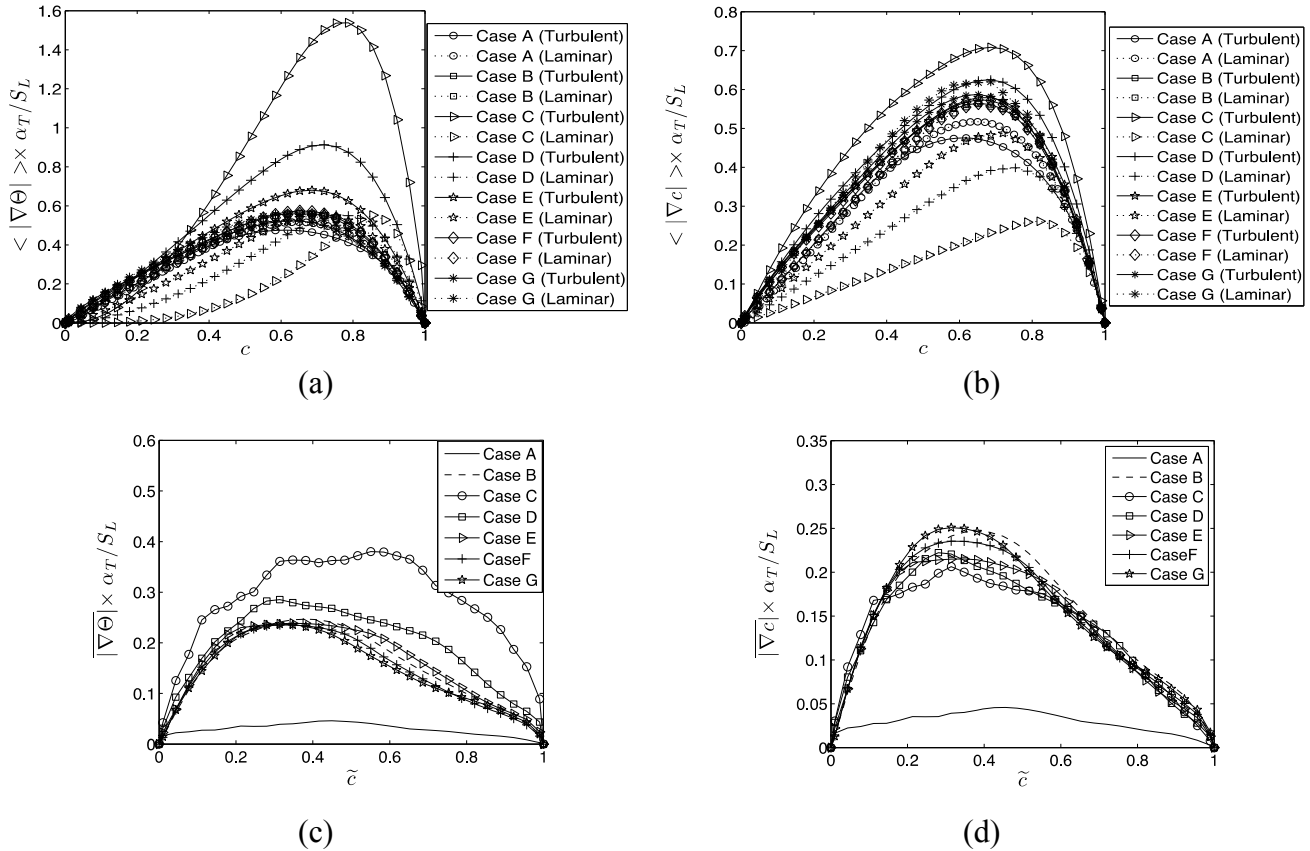 < |∇Θ| > × α_T/S_L
1.6
1.4
1.2
1.0
0.8
0.6
0.4
0.2
0
0
0.2
0.4
0.6
0.8
1
c
Case A (Turbulent)
Case A (Laminar)
Case B (Turbulent)
Case B (Laminar)
Case C (Turbulent)
Case C (Laminar)
Case D (Turbulent)
Case D (Laminar)
Case E (Turbulent)
Case E (Laminar)
Case F (Turbulent)
Case F (Laminar)
Case G (Turbulent)
Case G (Laminar)
(a)
< |∇c| > × α_T/S_L
0.8
0.7
0.6
0.5
0.4
0.3
0.2
0.1
0
0
0.2
0.4
0.6
0.8
1
c
Case A (Turbulent)
Case A (Laminar)
Case B (Turbulent)
Case B (Laminar)
Case C (Turbulent)
Case C (Laminar)
Case D (Turbulent)
Case D (Laminar)
Case E (Turbulent)
Case E (Laminar)
Case F (Turbulent)
Case F (Laminar)
Case G (Turbulent)
Case G (Laminar)
(b)
|∇Θ|‾ × α_T/S_L
0.6
0.5
0.4
0.3
0.2
0.1
0
0
0.2
0.4
0.6
0.8
1
c̃
Case A
Case B
Case C
Case D
Case E
CaseF
Case G
(c)
|∇c|‾ × α_T/S_L
0.35
0.3
0.25
0.2
0.15
0.1
0.05
0
0
0.2
0.4
0.6
0.8
1
c̃
Case A
Case B
Case C
Case D
Case E
CaseF
Case G
(d)